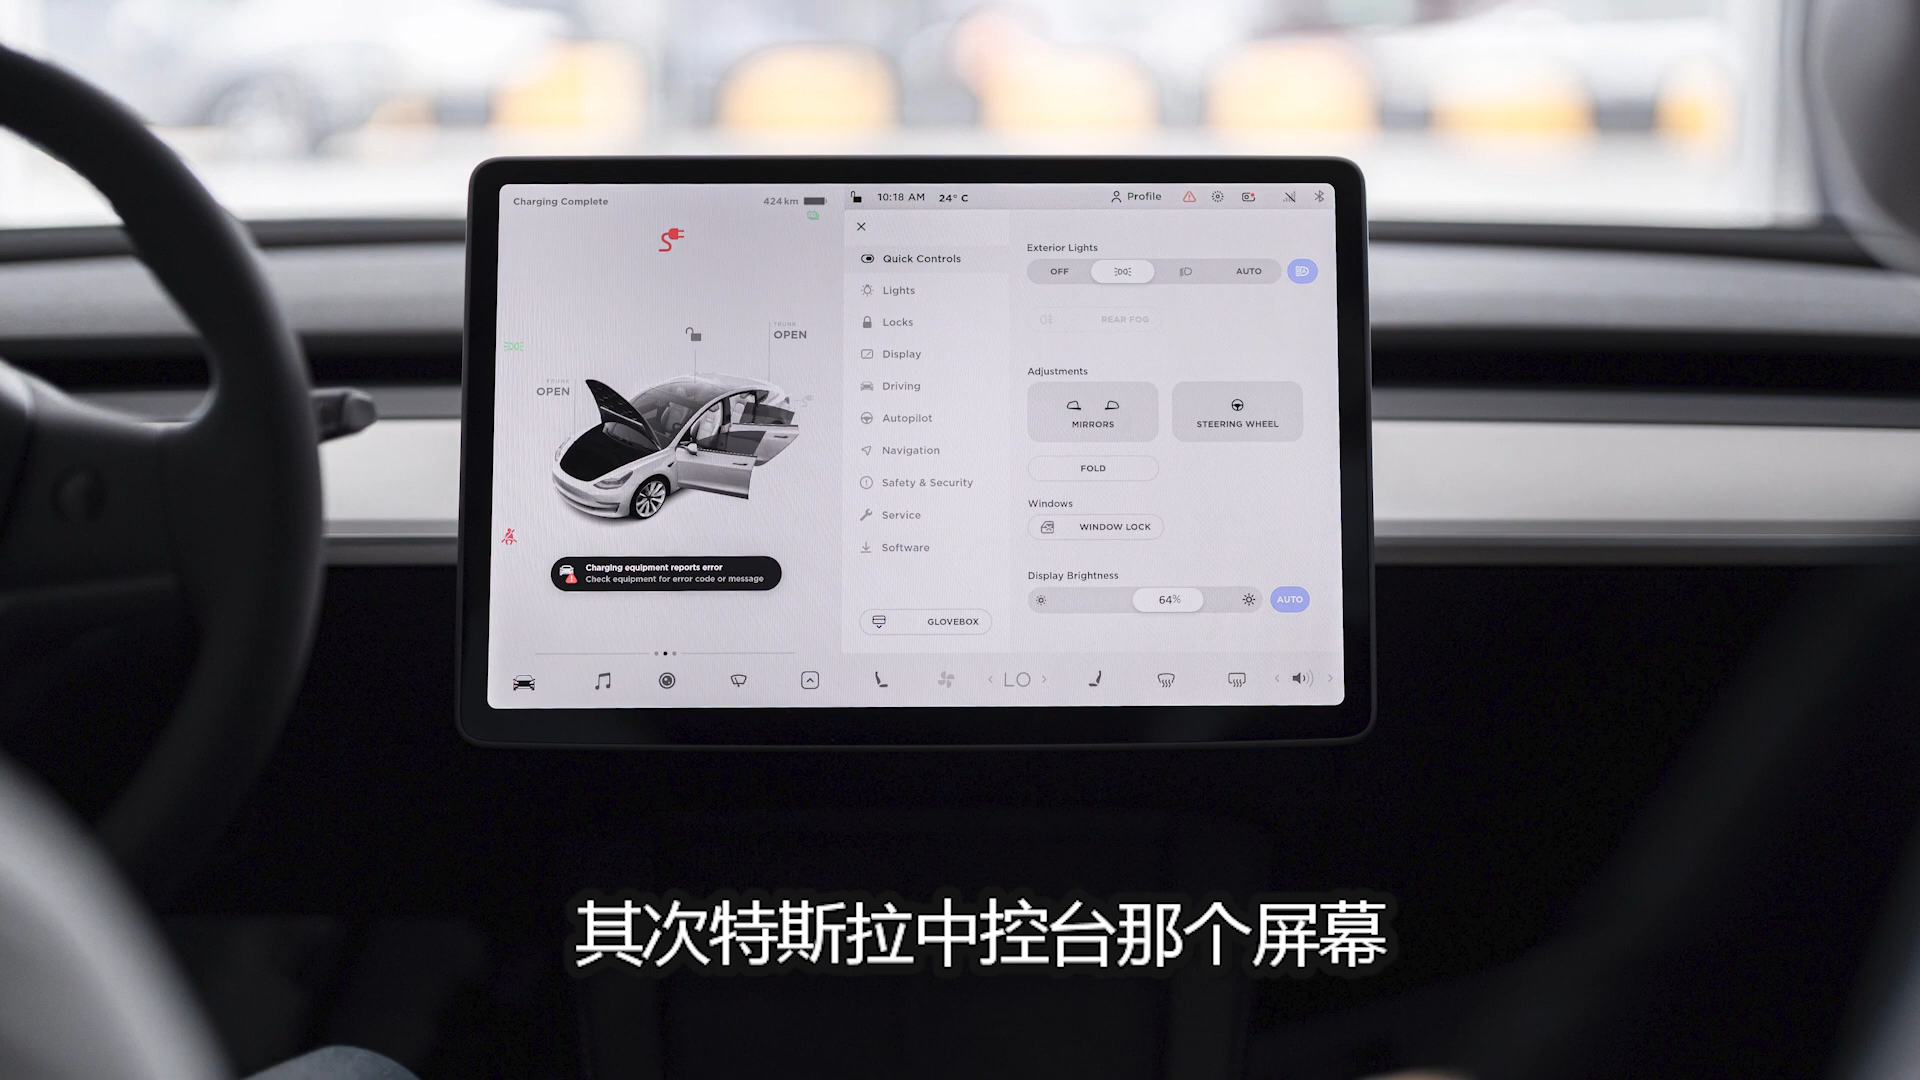 Charging Complete
424 km
10:18 AM
24° C
Profile
Quick Controls
Lights
Locks
Display
Driving
Autopilot
Navigation
Safety & Security
Service
Software
GLOVEBOX
TRUNK
OPEN
FRUNK
OPEN
Charging equipment reports error
Check equipment for error code or message
Exterior Lights
OFF
AUTO
REAR FOG
Adjustments
MIRRORS
STEERING WHEEL
FOLD
Windows
WINDOW LOCK
Display Brightness
64%
AUTO
LO
其次特斯拉中控台那个屏幕